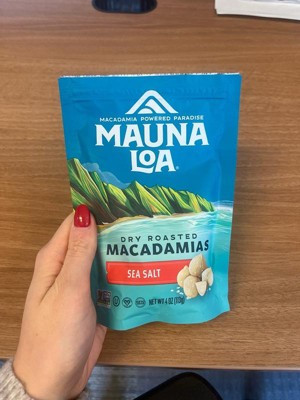 MACADAMIA POWERED PARADISE
MAUNA
LOA®
DRY ROASTED
MACADAMIAS
SEA SALT
NET WT 4 OZ (113g)